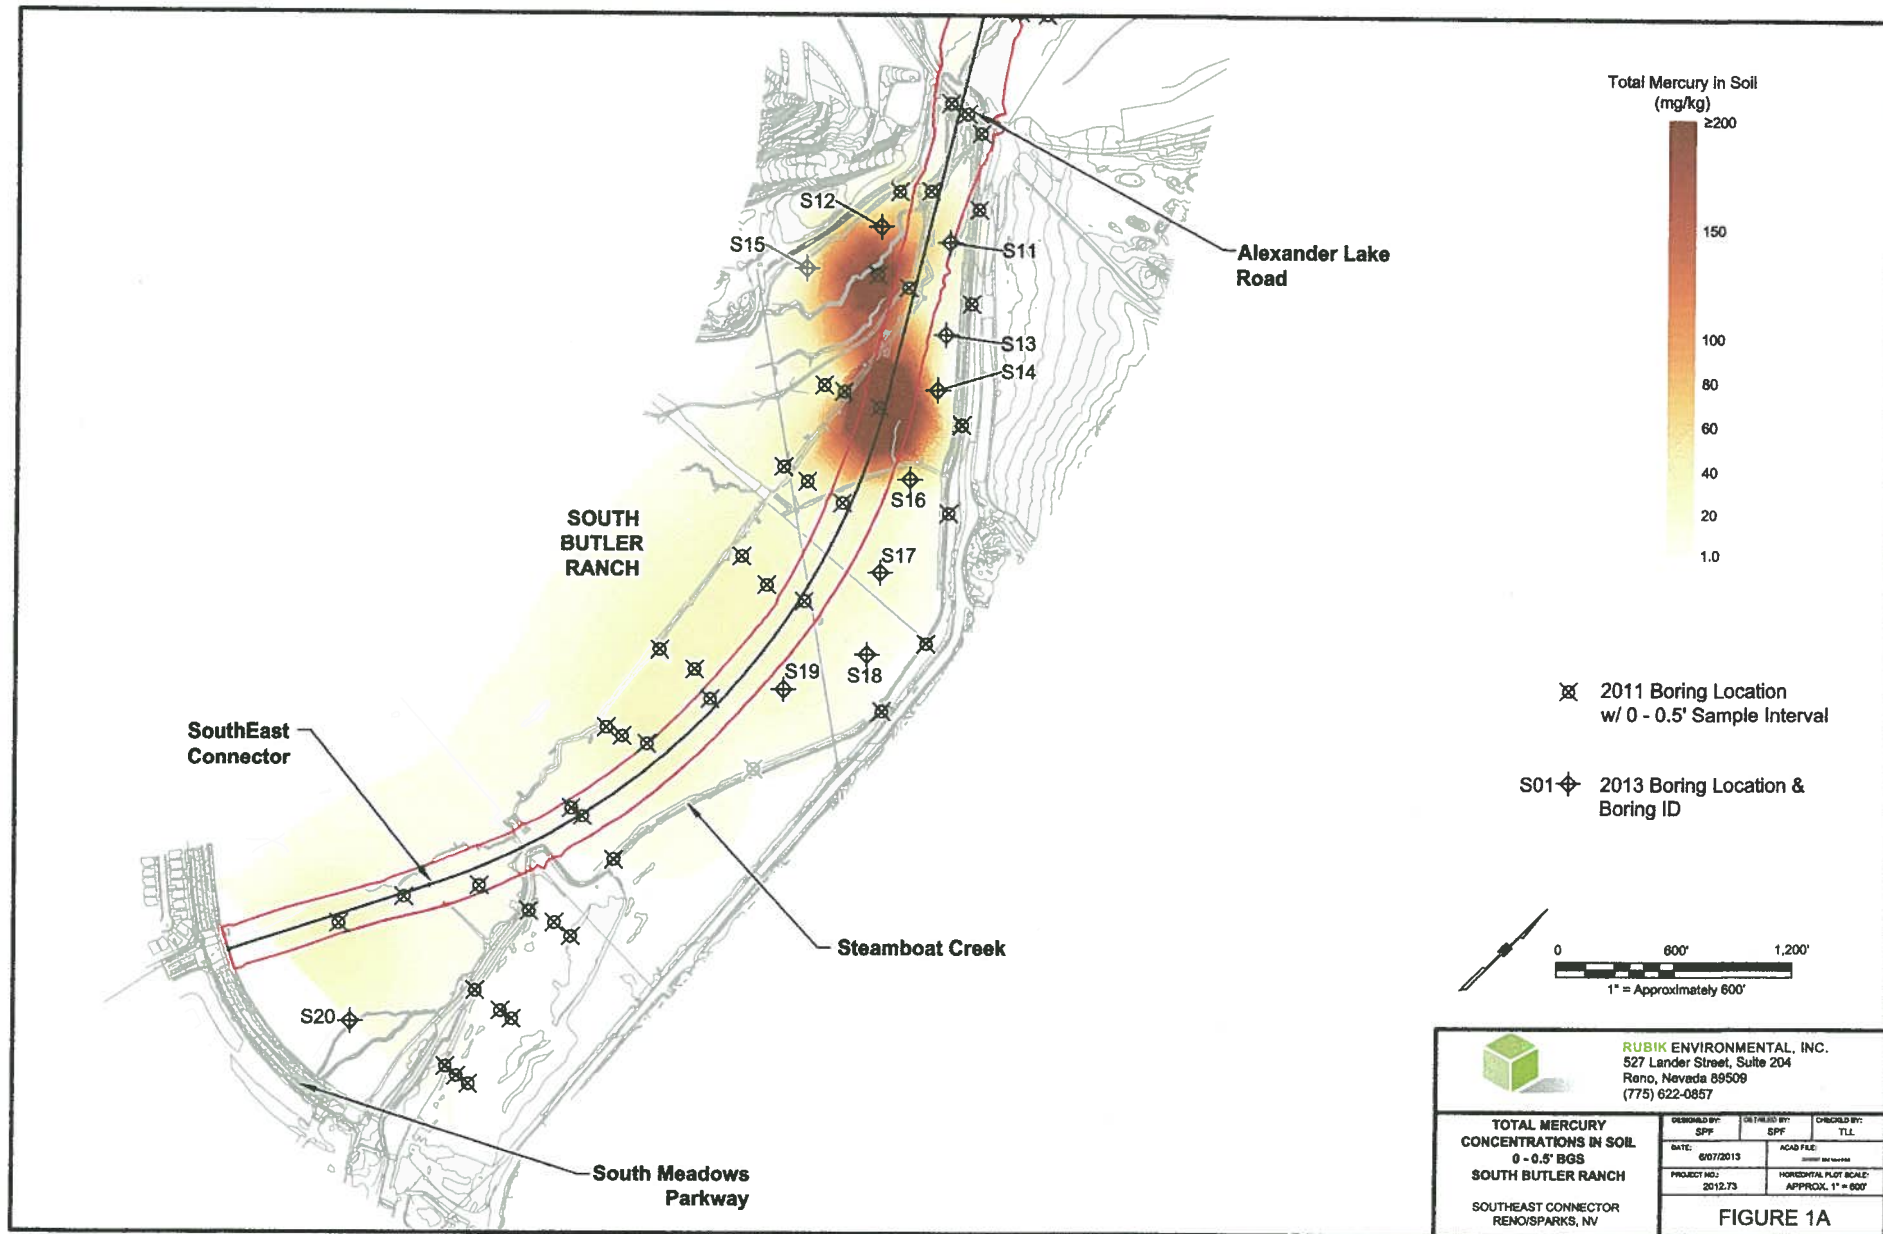 Total Mercury in Soil
(mg/kg)
≥200
150
100
80
60
40
20
1.0
S12
S15
S11
Alexander Lake
Road
S13
S14
S16
SOUTH
BUTLER
RANCH
S17
S19
S18
SouthEast
Connector
2011 Boring Location
w/ 0 - 0.5' Sample Interval
S01
2013 Boring Location &
Boring ID
Steamboat Creek
0 600' 1,200'
1" = Approximately 600'
S20
South Meadows
Parkway
RUBIK ENVIRONMENTAL, INC.
527 Lander Street, Suite 204
Reno, Nevada 89509
(775) 622-0857
TOTAL MERCURY
CONCENTRATIONS IN SOIL
0 - 0.5' BGS
SOUTH BUTLER RANCH
SOUTHEAST CONNECTOR
RENO/SPARKS, NV
DESIGNED BY: DETAILED BY: CHECKED BY:
SPF SPF TLL
DATE: ACAD FILE:
6/07/2013
PROJECT NO.: HORIZONTAL PLOT SCALE:
2012.73 APPROX. 1" = 600'
FIGURE 1A